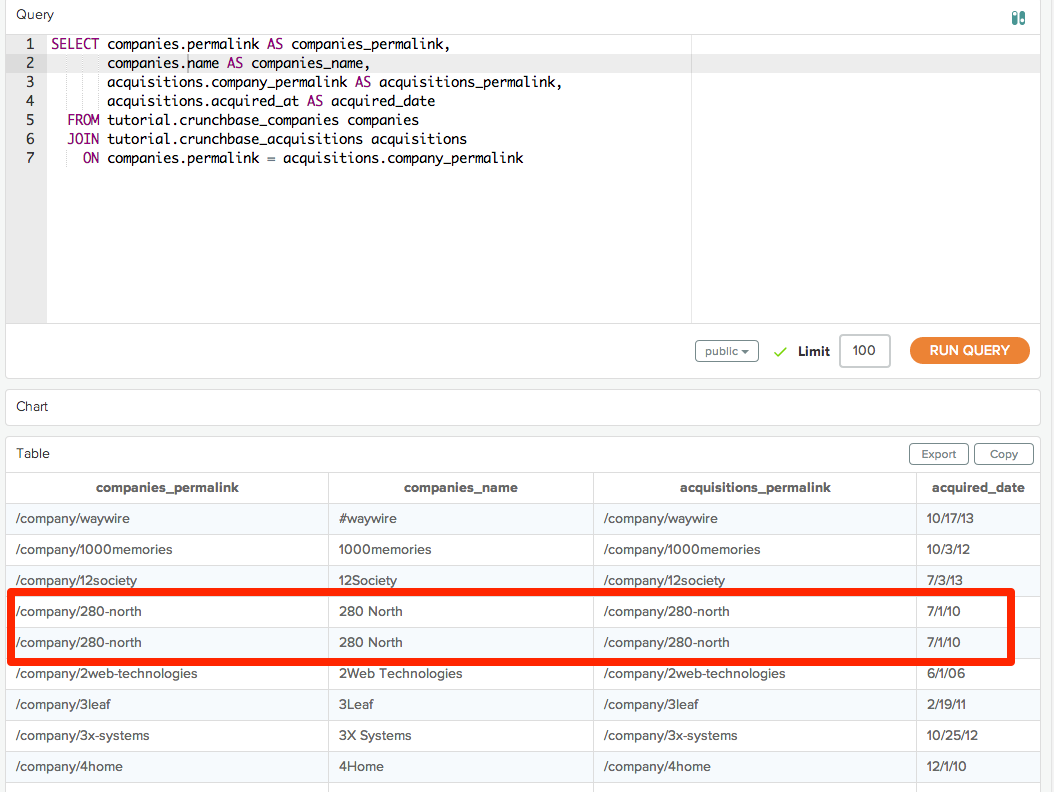 Query
1 SELECT companies.permalink AS companies_permalink,
2 companies.name AS companies_name,
3 acquisitions.company_permalink AS acquisitions_permalink,
4 acquisitions.acquired_at AS acquired_date
5 FROM tutorial.crunchbase_companies companies
6 JOIN tutorial.crunchbase_acquisitions acquisitions
7 ON companies.permalink = acquisitions.company_permalink
public Limit 100 RUN QUERY
Chart
Table Export Copy
companies_permalink companies_name acquisitions_permalink acquired_date
/company/waywire #waywire /company/waywire 10/17/13
/company/1000memories 1000memories /company/1000memories 10/3/12
/company/12society 12Society /company/12society 7/3/13
/company/280-north 280 North /company/280-north 7/1/10
/company/280-north 280 North /company/280-north 7/1/10
/company/2web-technologies 2Web Technologies /company/2web-technologies 6/1/06
/company/3leaf 3Leaf /company/3leaf 2/19/11
/company/3x-systems 3X Systems /company/3x-systems 10/25/12
/company/4home 4Home /company/4home 12/1/10